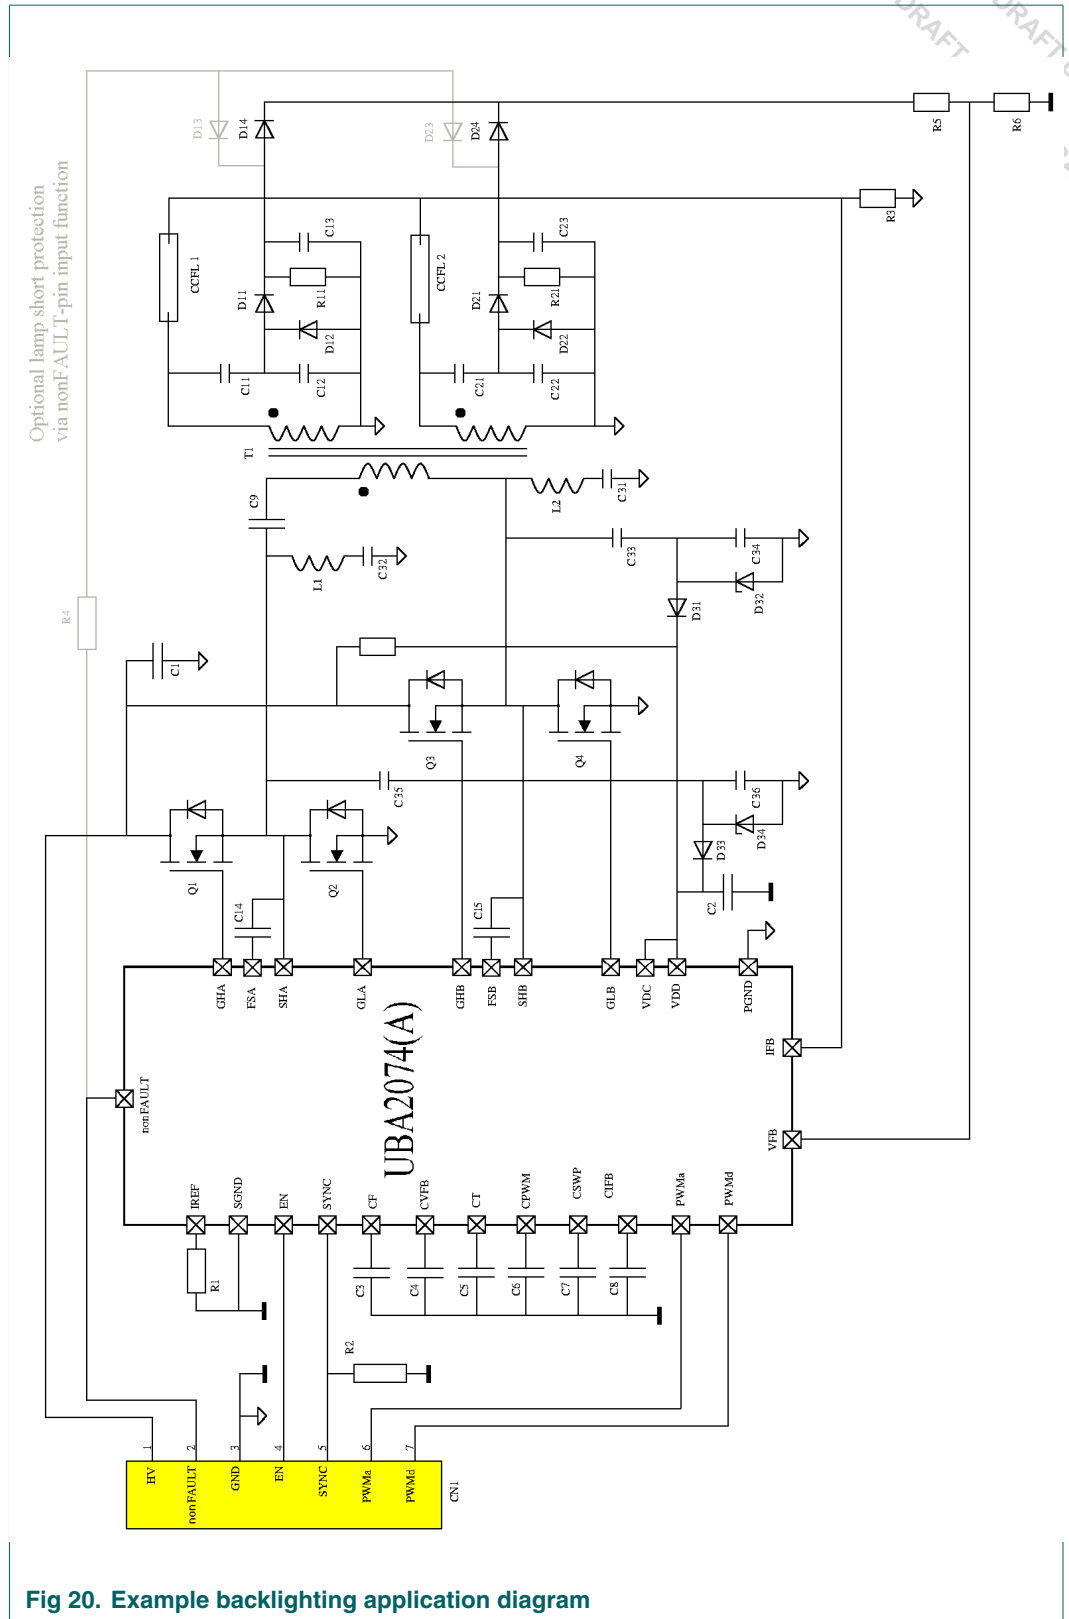 DRAFT
DRAFT
Optional lamp short protection
via nonFAULT-pin input function
D13
D14
D23
D24
R5
R6
R3
CCFL 1
C13
D11
R11
D12
C11
C12
CCFL 2
C23
D21
R21
D22
C21
C22
T1
C9
L2
C31
L1
C32
C33
C34
D32
D31
R4
C1
Q3
Q4
C35
C36
D34
D33
C2
Q1
Q2
C14
C15
GHA
FSA
SHA
GLA
GHB
FSB
SHB
GLB
VDC
VDD
PGND
UBA2074(A)
IFB
VFB
nonFAULT
IREF
SGND
EN
SYNC
CF
CVFB
CT
CPWM
CSWP
CIFB
PWMa
PWMd
R1
C3
C4
C5
C6
C7
C8
R2
1
2
3
4
5
6
7
HV
nonFAULT
GND
EN
SYNC
PWMa
PWMd
CN1
Fig 20. Example backlighting application diagram